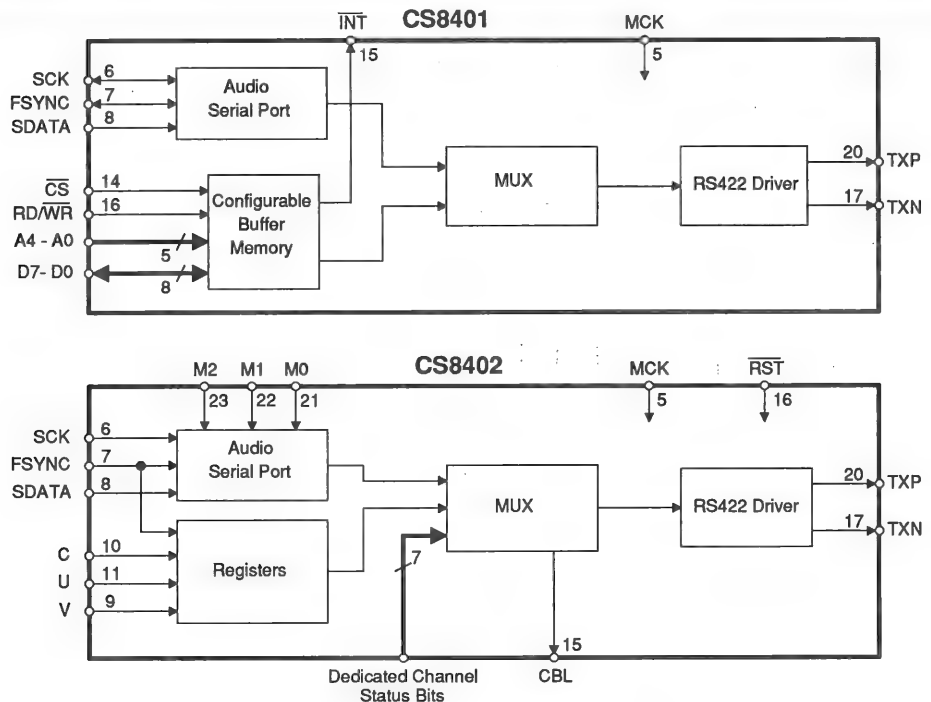 CS8401
INT
15
MCK
5
SCK
6
FSYNC
7
SDATA
8
Audio
Serial Port
CS
14
RD/WR
16
A4 - A0
5
D7- D0
8
Configurable
Buffer
Memory
MUX
RS422 Driver
20
TXP
17
TXN
CS8402
M2
23
M1
22
M0
21
MCK
5
RST
16
SCK
6
FSYNC
7
SDATA
8
Audio
Serial Port
C
10
U
11
V
9
Registers
MUX
7
RS422 Driver
20
TXP
17
TXN
15
Dedicated Channel
Status Bits
CBL